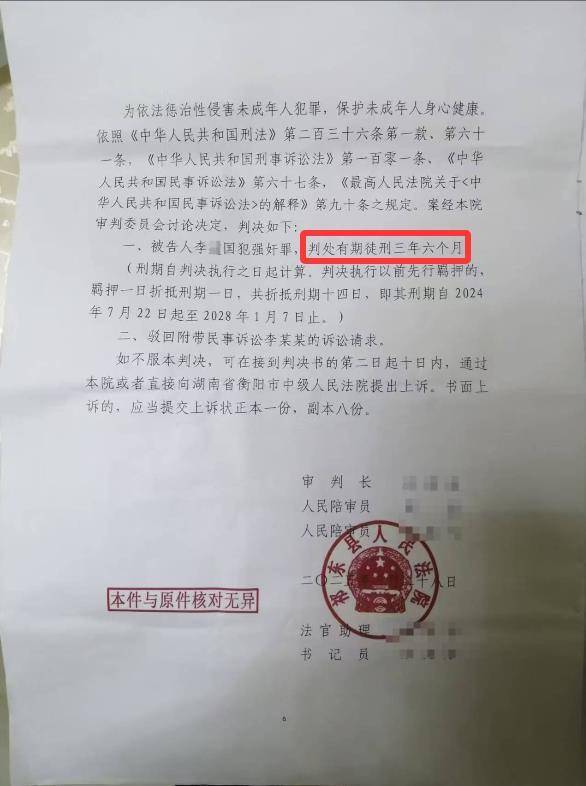 为依法惩治性侵害未成年人犯罪，保护未成年人身心健康。
依照《中华人民共和国刑法》第二百三十六条第一款、第六十
一条，《中华人民共和国刑事诉讼法》第一百零一条、《中华
人民共和国民事诉讼法》第六十七条，《最高人民法院关于<中
华人民共和国民事诉讼法>的解释》第九十条之规定。案经本院
审判委员会讨论决定，判决如下：
一、被告人李 国犯强奸罪，判处有期徒刑三年六个月
（刑期自判决执行之日起计算。判决执行以前先行羁押的，
羁押一日折抵刑期一日，共折抵刑期十四日，即其刑期自2024
年7月22日起至2028年1月7日止。）
二、驳回附带民事诉讼李某某的诉讼请求。
如不服本判决，可在接到判决书的第二日起十日内，通过
本院或者直接向湖南省衡阳市中级人民法院提出上诉。书面上
诉的，应当提交上诉状正本一份，副本八份。
审判长
人民陪审员
人民陪审员
祁东县人民法院
二〇二 十八日
本件与原件核对无异
法官助理
书记员
6